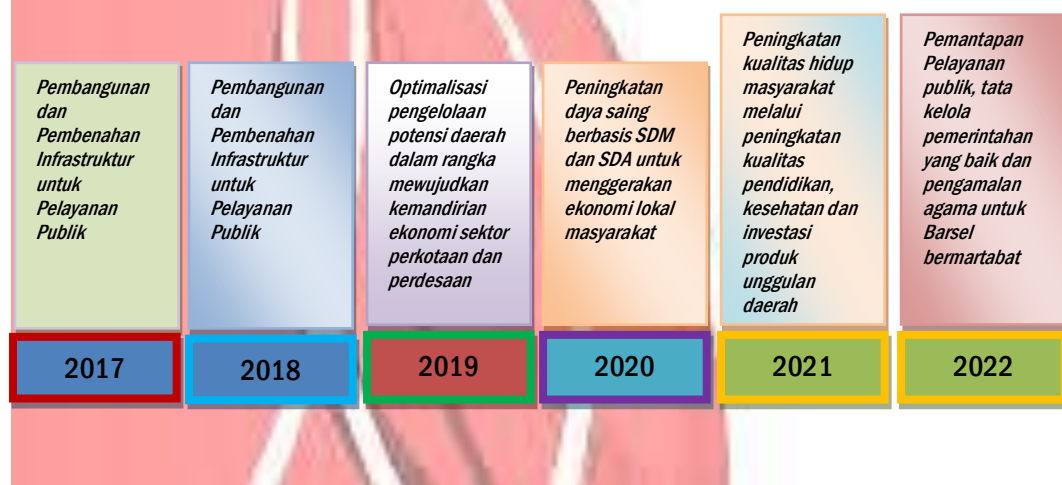 Pembangunan
dan
Pembenahan
Infrastruktur
untuk
Pelayanan
Publik
2017
Pembangunan
dan
Pembenahan
Infrastruktur
untuk
Pelayanan
Publik
2018
Optimalisasi
pengelolaan
potensi daerah
dalam rangka
mewujudkan
kemandirian
ekonomi sektor
perkotaan dan
perdesaan
2019
Peningkatan
daya saing
berbasis SDM
dan SDA untuk
menggerakan
ekonomi lokal
masyarakat
2020
Peningkatan
kualitas hidup
masyarakat
melalui
peningkatan
kualitas
pendidikan,
kesehatan dan
investasi
produk
unggulan
daerah
2021
Pemantapan
Pelayanan
publik, tata
kelola
pemerintahan
yang baik dan
pengamalan
agama untuk
Barsel
bermartabat
2022